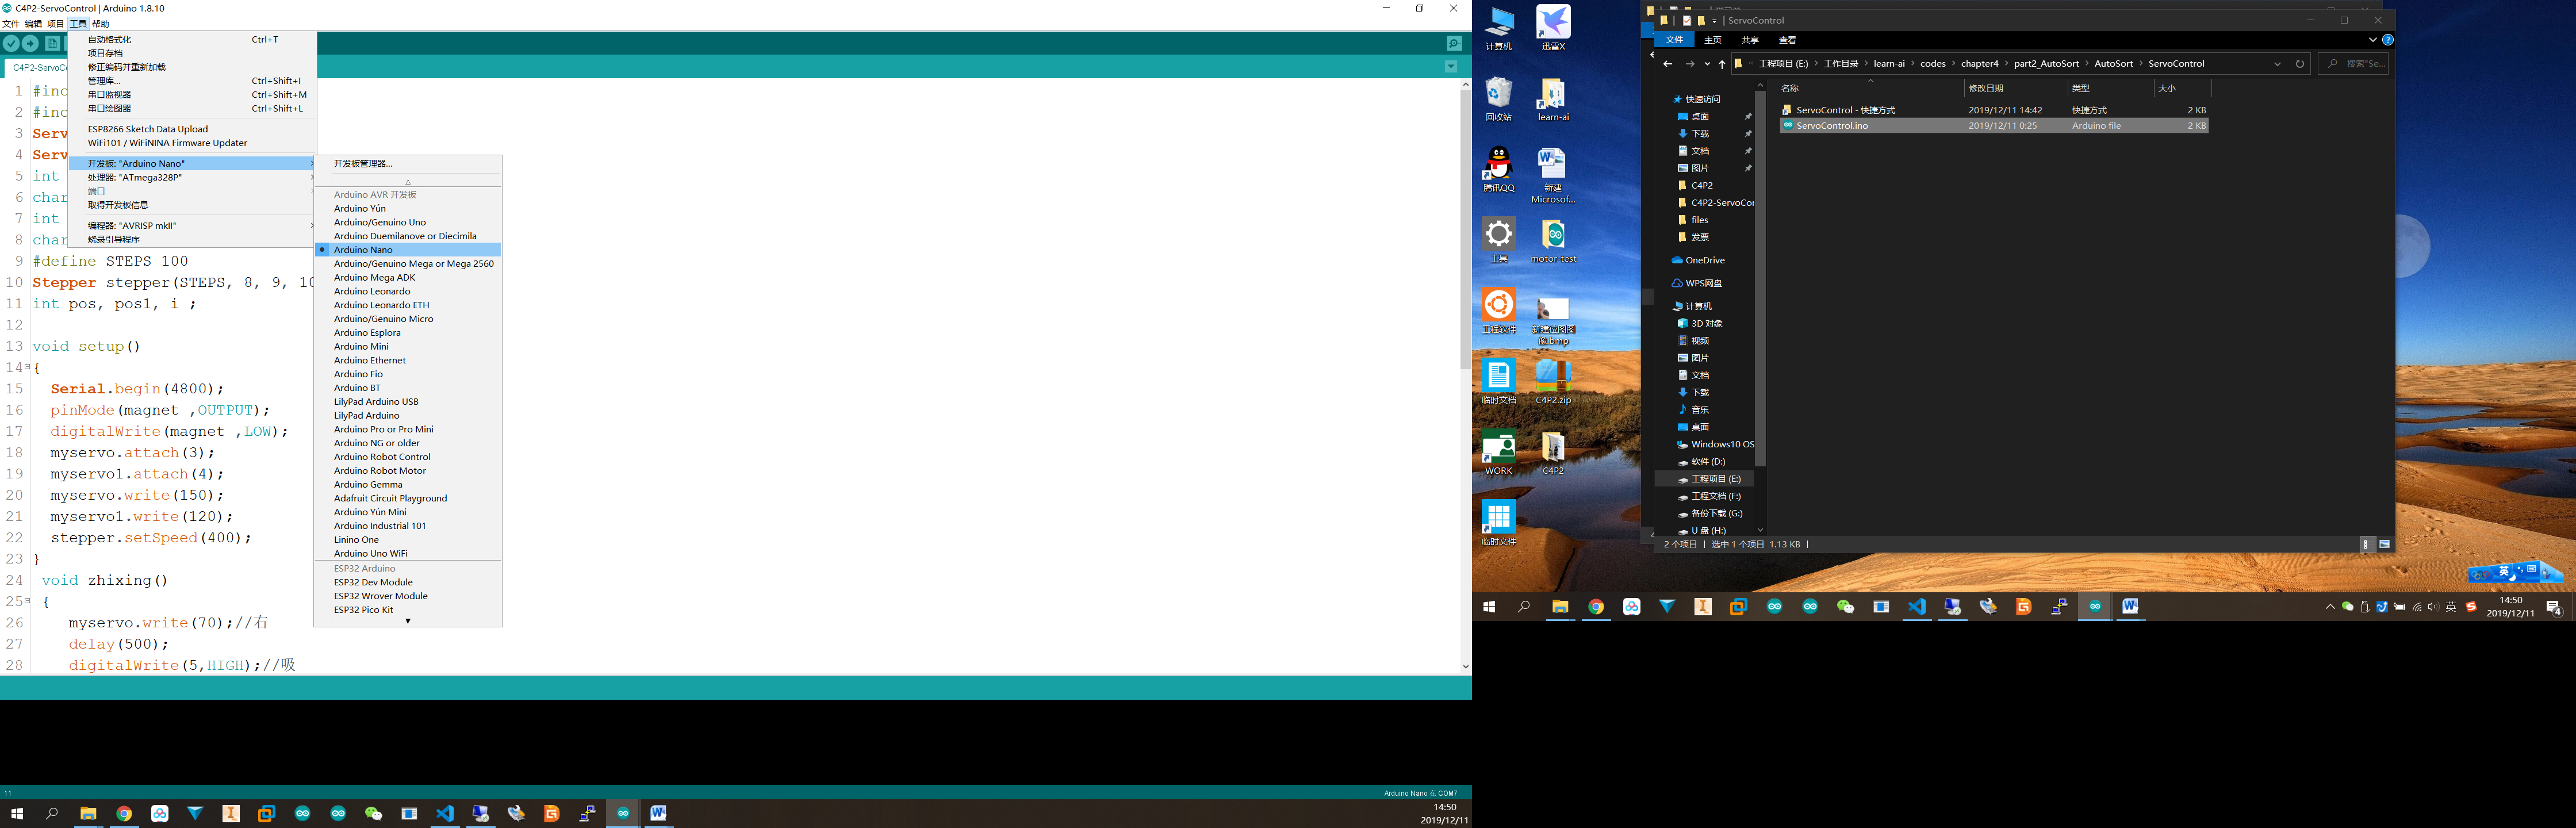 C4P2-ServoControl | Arduino 1.8.10
文件 编辑 项目 工具 帮助
自动格式化 Ctrl+T
项目存档
修正编码并重新加载
管理库... Ctrl+Shift+I
串口监视器 Ctrl+Shift+M
串口绘图器 Ctrl+Shift+L
ESP8266 Sketch Data Upload
WiFi101 / WiFiNINA Firmware Updater
开发板: "Arduino Nano"
处理器: "ATmega328P"
端口
取得开发板信息
编程器: "AVRISP mkII"
烧录引导程序
开发板管理器...
Arduino AVR 开发板
Arduino Yún
Arduino/Genuino Uno
Arduino Duemilanove or Diecimila
Arduino Nano
Arduino/Genuino Mega or Mega 2560
Arduino Mega ADK
Arduino Leonardo
Arduino Leonardo ETH
Arduino/Genuino Micro
Arduino Esplora
Arduino Mini
Arduino Ethernet
Arduino Fio
Arduino BT
LilyPad Arduino USB
LilyPad Arduino
Arduino Pro or Pro Mini
Arduino NG or older
Arduino Robot Control
Arduino Robot Motor
Arduino Gemma
Adafruit Circuit Playground
Arduino Yún Mini
Arduino Industrial 101
Linino One
Arduino Uno WiFi
ESP32 Arduino
ESP32 Dev Module
ESP32 Wrover Module
ESP32 Pico Kit
C4P2-ServoCo
1 #inc
2 #inc
3 Serv
4 Serv
5 int
6 char
7 int
8 char
9 #define STEPS 100
10 Stepper stepper(STEPS, 8, 9, 10
11 int pos, pos1, i ;
12
13 void setup()
14 {
15 Serial.begin(4800);
16 pinMode(magnet ,OUTPUT);
17 digitalWrite(magnet ,LOW);
18 myservo.attach(3);
19 myservo1.attach(4);
20 myservo.write(150);
21 myservo1.write(120);
22 stepper.setSpeed(400);
23 }
24 void zhixing()
25 {
26 myservo.write(70);//右
27 delay(500);
28 digitalWrite(5,HIGH);//吸
11
Arduino Nano 在 COM7
14:50
2019/12/11
计算机
迅雷X
回收站
learn-ai
腾讯QQ
新建
Microsof...
工具
motor-test
工程软件
新建位图图
像.bmp
临时文档
C4P2.zip
WORK
C4P2
临时文件
ServoControl
文件 主页 共享 查看
工程项目 (E:) › 工作目录 › learn-ai › codes › chapter4 › part2_AutoSort › AutoSort › ServoControl
搜索"Se...
名称 修改日期 类型 大小
ServoControl - 快捷方式 2019/12/11 14:42 快捷方式 2 KB
ServoControl.ino 2019/12/11 0:25 Arduino file 2 KB
快速访问
桌面
下载
文档
图片
C4P2
C4P2-ServoCor
files
发票
OneDrive
WPS网盘
计算机
3D 对象
视频
图片
文档
下载
音乐
桌面
Windows10 OS
软件 (D:)
工程项目 (E:)
工程文档 (F:)
备份下载 (G:)
U 盘 (H:)
2 个项目 | 选中 1 个项目 1.13 KB |
英
英
14:50
2019/12/11
4